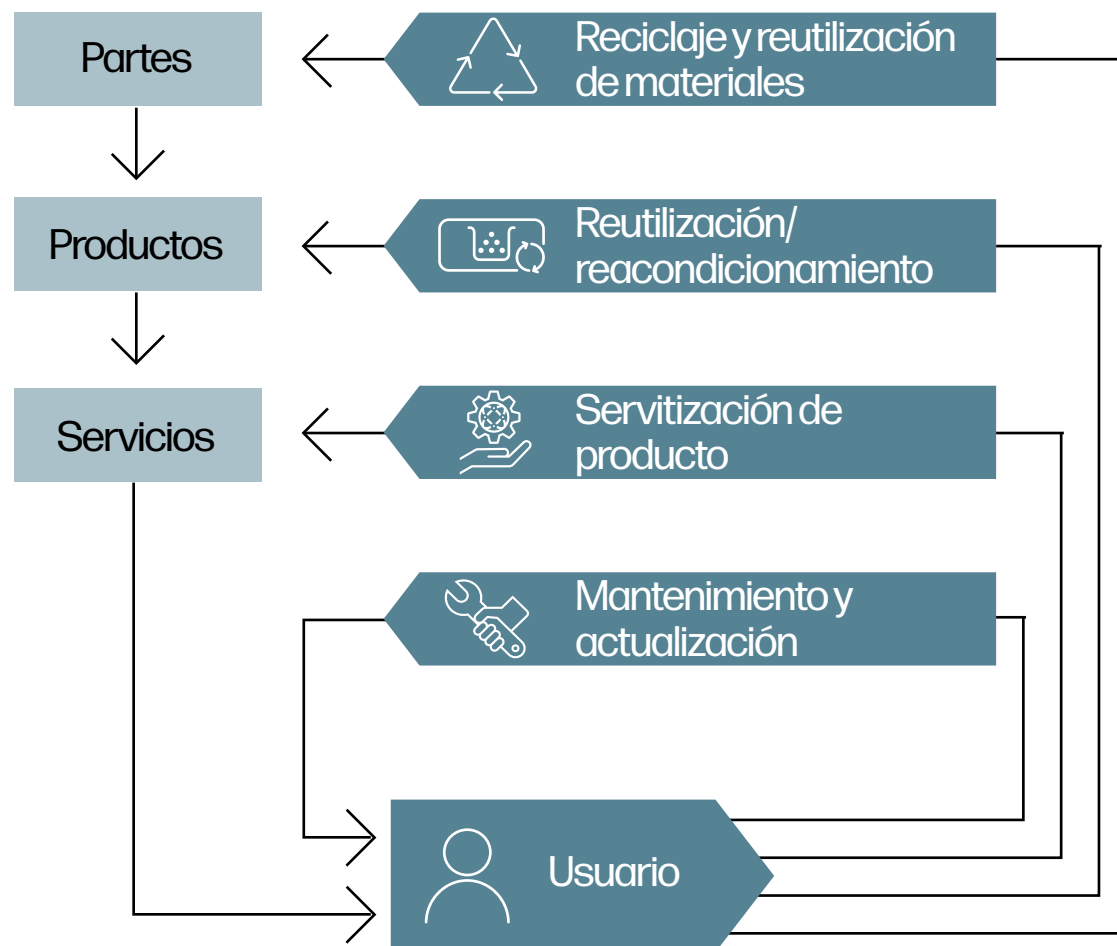 Partes
Reciclaje y reutilización
de materiales
Productos
Reutilización/
reacondicionamiento
Servicios
Servitización de
producto
Mantenimiento y
actualización
Usuario